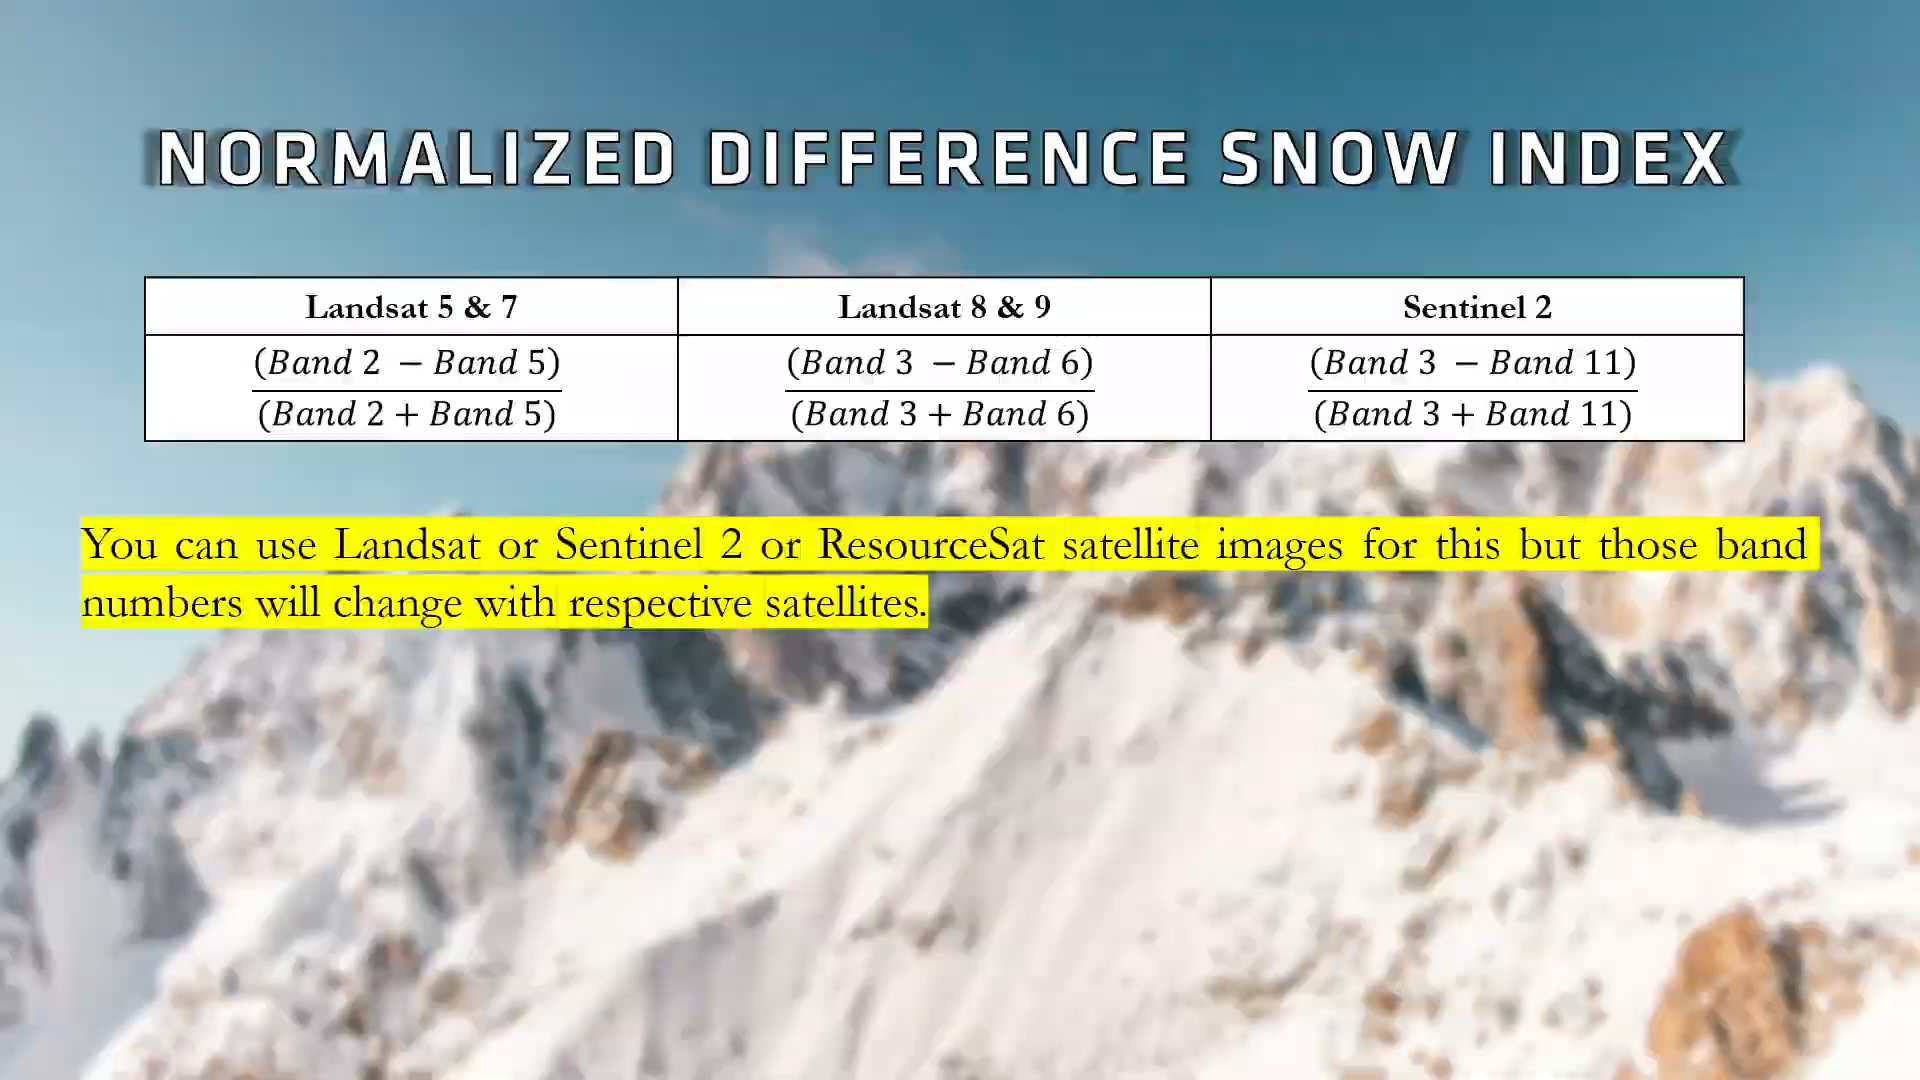 NORMALIZED DIFFERENCE SNOW INDEX
Landsat 5 & 7 Landsat 8 & 9 Sentinel 2
(Band 2 − Band 5) (Band 3 − Band 6) (Band 3 − Band 11)
(Band 2 + Band 5) (Band 3 + Band 6) (Band 3 + Band 11)
You can use Landsat or Sentinel 2 or ResourceSat satellite images for this but those band
numbers will change with respective satellites.